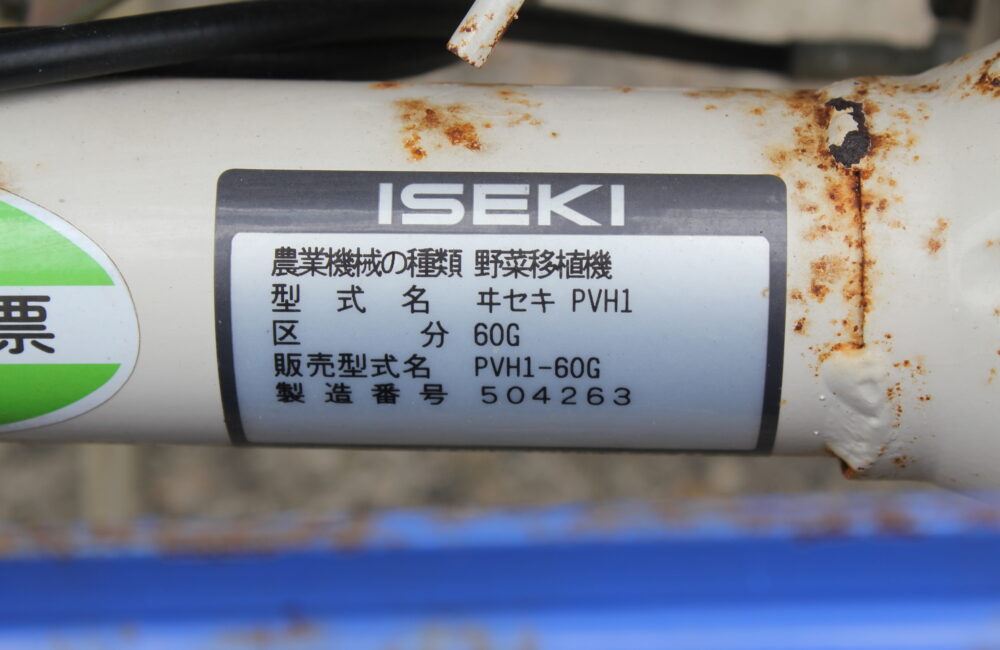 ISEKI
農業機械の種類 野菜移植機
型式名 ヰセキ PVH1
区分 60G
販売型式名 PVH1-60G
製造番号 504263
票